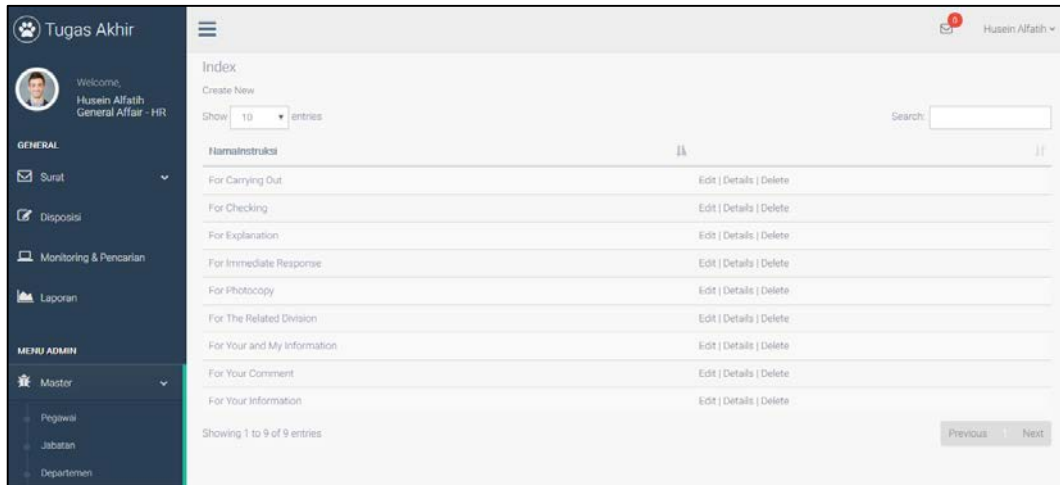 Tugas Akhir
Welcome,
Husein Alfatih
General Affair - HR
GENERAL
Surat
Disposisi
Monitoring & Pencarian
Laporan
MENU ADMIN
Master
Pegawai
Jabatan
Departemen
0
Husein Alfatih
Index
Create New
Show 10 entries
Search:
NamaInstruksi
For Carrying Out Edit | Details | Delete
For Checking Edit | Details | Delete
For Explanation Edit | Details | Delete
For Immediate Response Edit | Details | Delete
For Photocopy Edit | Details | Delete
For The Related Division Edit | Details | Delete
For Your and My Information Edit | Details | Delete
For Your Comment Edit | Details | Delete
For Your Information Edit | Details | Delete
Showing 1 to 9 of 9 entries
Previous 1 Next